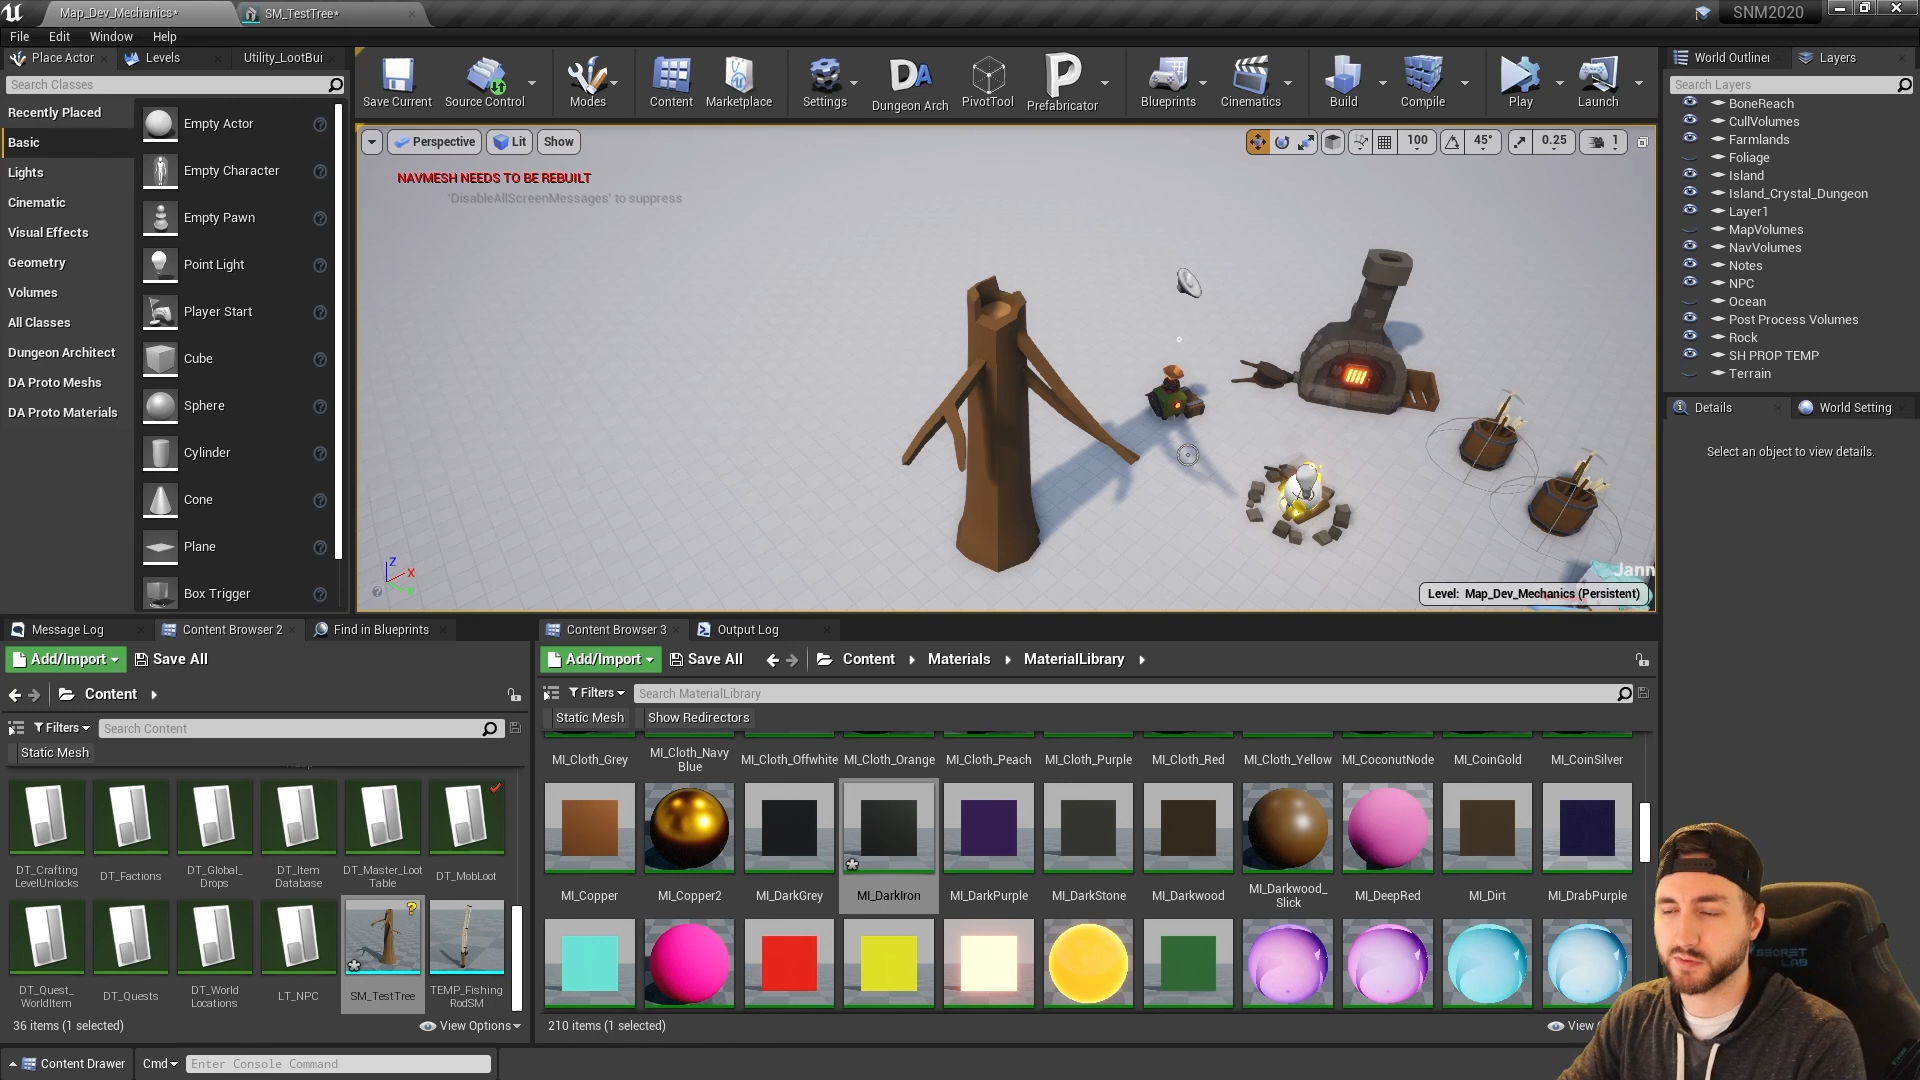 Map_Dev_Mechanics*
SM_TestTree*
SNM2020
File
Edit
Window
Help
Place Actor
Levels
Utility_LootBui
Search Classes
Recently Placed
Basic
Lights
Cinematic
Visual Effects
Geometry
Volumes
All Classes
Dungeon Architect
DA Proto Meshs
DA Proto Materials
Empty Actor
Empty Character
Empty Pawn
Point Light
Player Start
Cube
Sphere
Cylinder
Cone
Plane
Box Trigger
Save Current
Source Control
Modes
Content
Marketplace
Settings
Dungeon Arch
PivotTool
Prefabricator
Blueprints
Cinematics
Build
Compile
Play
Launch
Perspective
Lit
Show
100
45°
0.25
1
NAVMESH NEEDS TO BE REBUILT
'DisableAllScreenMessages' to suppress
Z
X
Jann
Level: Map_Dev_Mechanics (Persistent)
World Outliner
Layers
Search Layers
BoneReach
CullVolumes
Farmlands
Foliage
Island
Island_Crystal_Dungeon
Layer1
MapVolumes
NavVolumes
Notes
NPC
Ocean
Post Process Volumes
Rock
SH PROP TEMP
Terrain
Details
World Setting
Select an object to view details.
Message Log
Content Browser 2
Find in Blueprints
Add/Import
Save All
Content
Filters
Search Content
Static Mesh
DT_Crafting
LevelUnlocks
DT_Factions
DT_Global_
Drops
DT_Item
Database
DT_Master_Loot
Table
DT_MobLoot
DT_Quest_
WorldItem
DT_Quests
DT_World
Locations
LT_NPC
SM_TestTree
TEMP_Fishing
RodSM
36 items (1 selected)
View Options
Content Browser 3
Output Log
Add/Import
Save All
Content
Materials
MaterialLibrary
Filters
Search MaterialLibrary
Static Mesh
Show Redirectors
MI_Cloth_Grey
MI_Cloth_Navy
Blue
MI_Cloth_Offwhite
MI_Cloth_Orange
MI_Cloth_Peach
MI_Cloth_Purple
MI_Cloth_Red
MI_Cloth_Yellow
MI_CoconutNode
MI_CoinGold
MI_CoinSilver
MI_Copper
MI_Copper2
MI_DarkGrey
MI_DarkIron
MI_DarkPurple
MI_DarkStone
MI_Darkwood
MI_Darkwood_
Slick
MI_DeepRed
MI_Dirt
MI_DrabPurple
210 items (1 selected)
View
SECRET
LAB
Content Drawer
Cmd
Enter Console Command